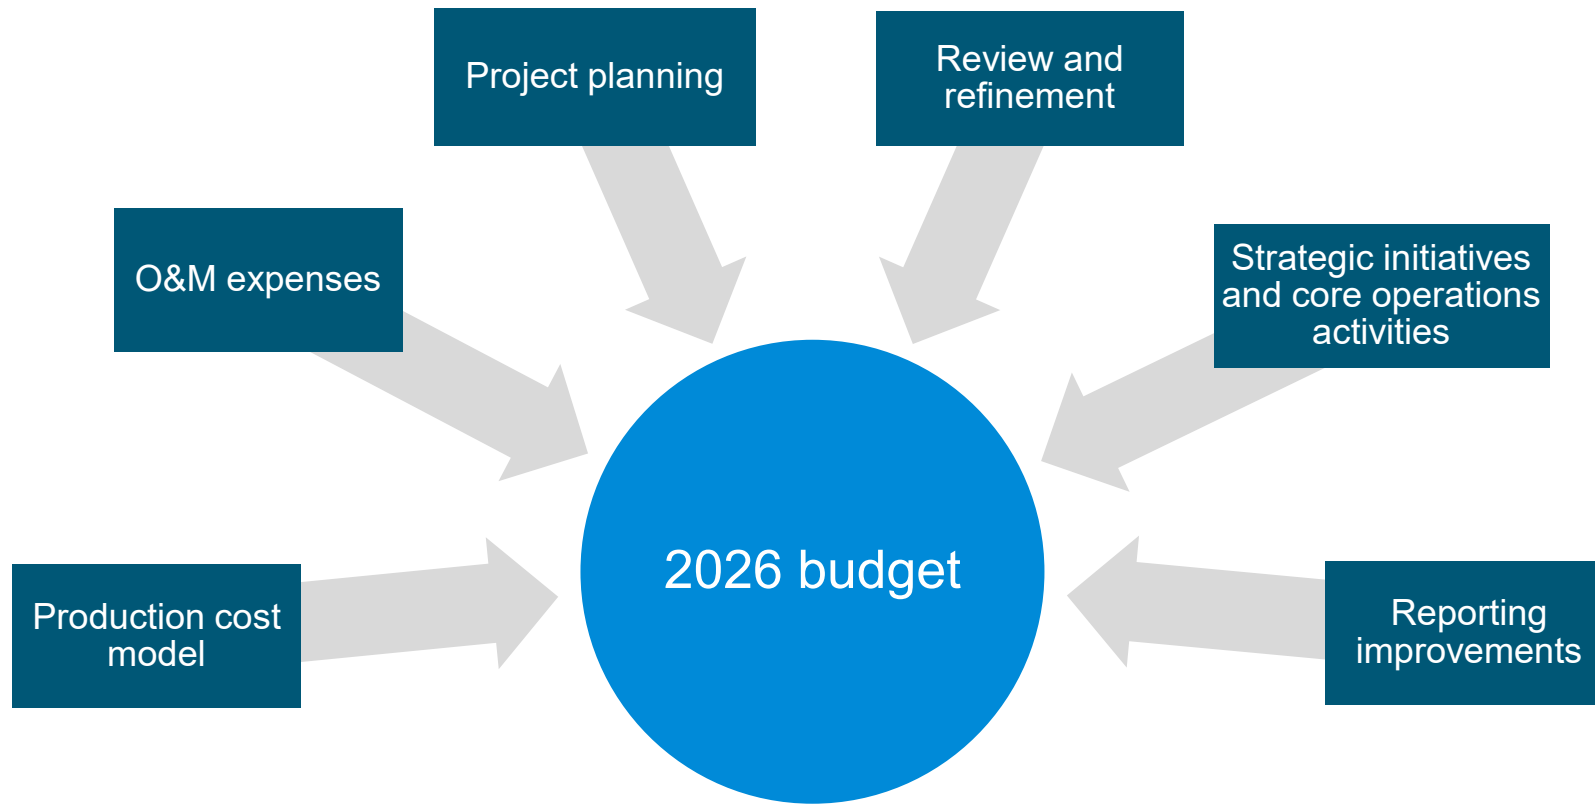 Project planning
Review and
refinement
O&M expenses
Strategic initiatives
and core operations
activities
2026 budget
Production cost
model
Reporting
improvements